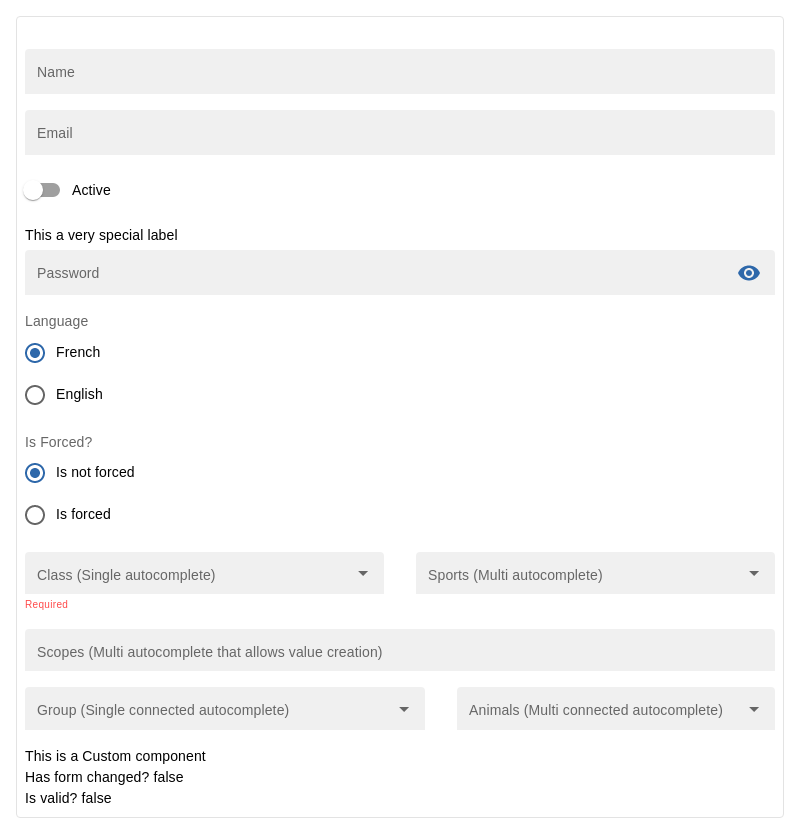 Name
Email
Active
This a very special label
Password
Language
French
English
Is Forced?
Is not forced
Is forced
Class (Single autocomplete)
Sports (Multi autocomplete)
Required
Scopes (Multi autocomplete that allows value creation)
Group (Single connected autocomplete)
Animals (Multi connected autocomplete)
This is a Custom component
Has form changed? false
Is valid? false